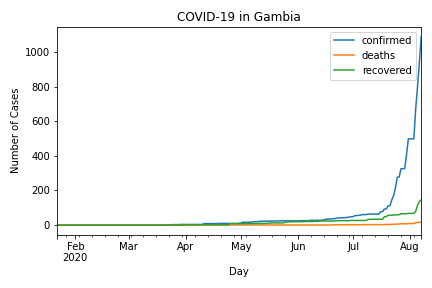 COVID-19 in Gambia
confirmed
deaths
recovered
Number of Cases
1000
800
600
400
200
0
Feb Mar Apr May Jun Jul Aug
2020
Day